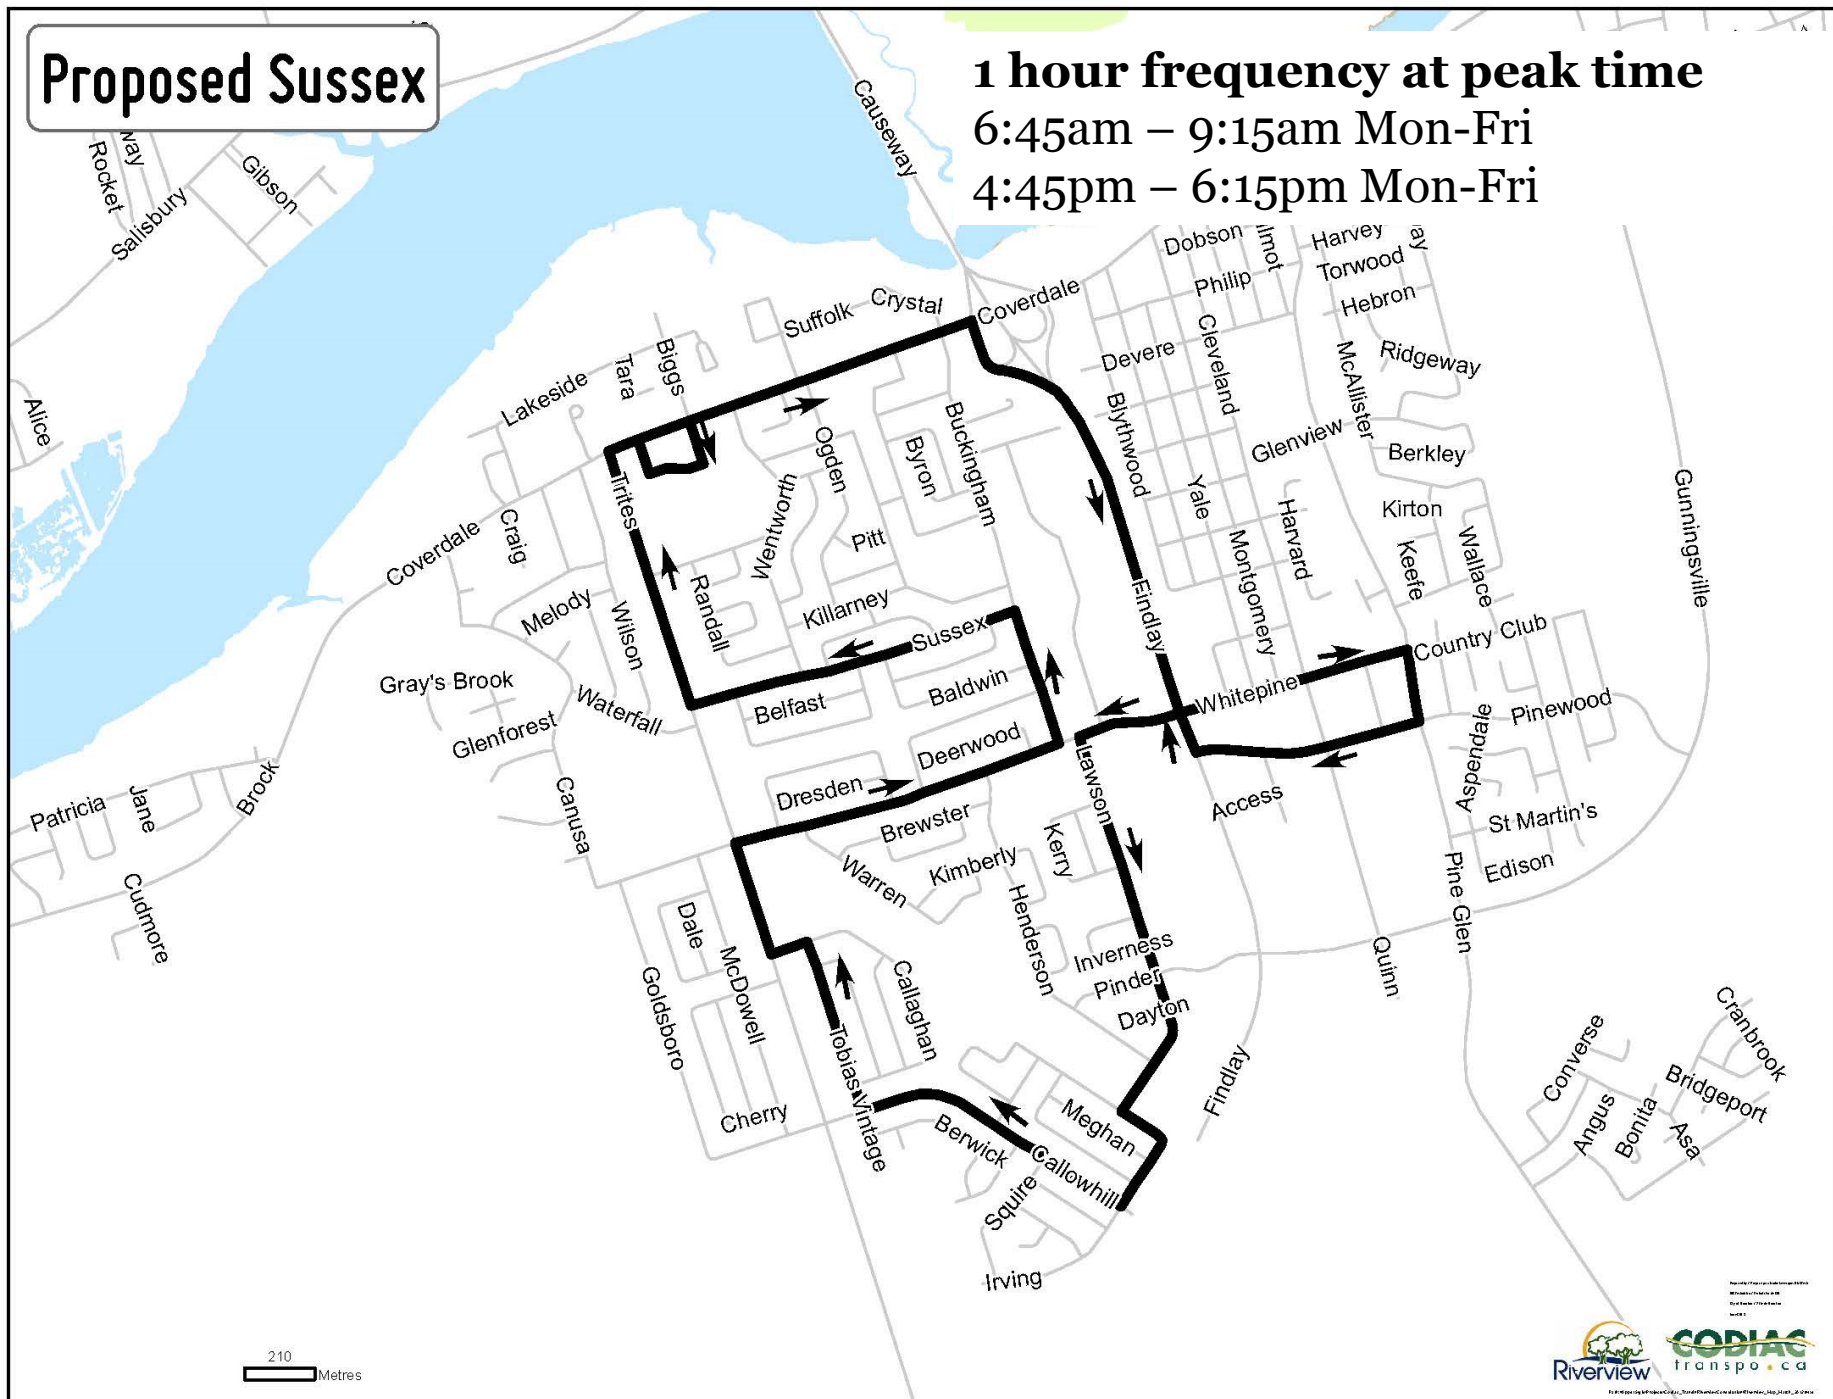 Proposed Sussex
1 hour frequency at peak time
6:45am – 9:15am Mon-Fri
4:45pm – 6:15pm Mon-Fri
Causeway
way
Rocket
Gibson
Salisbury
Dobson
Harvey
Torwood
Philip
Hebron
Coverdale
Crystal
Suffolk
Biggs
Tara
Lakeside
Devere
Cleveland
McAllister
Ridgeway
Alice
Blythwood
Buckingham
Byron
Ogden
Glenview
Berkley
Gunningsville
Trites
Wentworth
Craig
Coverdale
Yale
Harvard
Kirton
Keefe
Wallace
Pitt
Montgomery
Findlay
Randall
Killarney
Melody
Wilson
Sussex
Country Club
Gray's Brook
Waterfall
Belfast
Baldwin
Whitepine
Pinewood
Aspendale
Glenforest
Deerwood
Lawson
Dresden
Access
Brock
Jane
Patricia
Canusa
Brewster
St Martin's
Kerry
Kimberly
Warren
Edison
Pine Glen
Cudmore
Dale
Henderson
Inverness
McDowell
Quinn
Goldsboro
Callaghan
Pinder
Dayton
Cranbrook
Converse
Tobias
Findlay
Bridgeport
Cherry
Vintage
Berwick
Meghan
Angus
Bonita
Asa
Callowhill
Squire
Irving
210
Metres
Riverview
CODIAC
transpo.ca